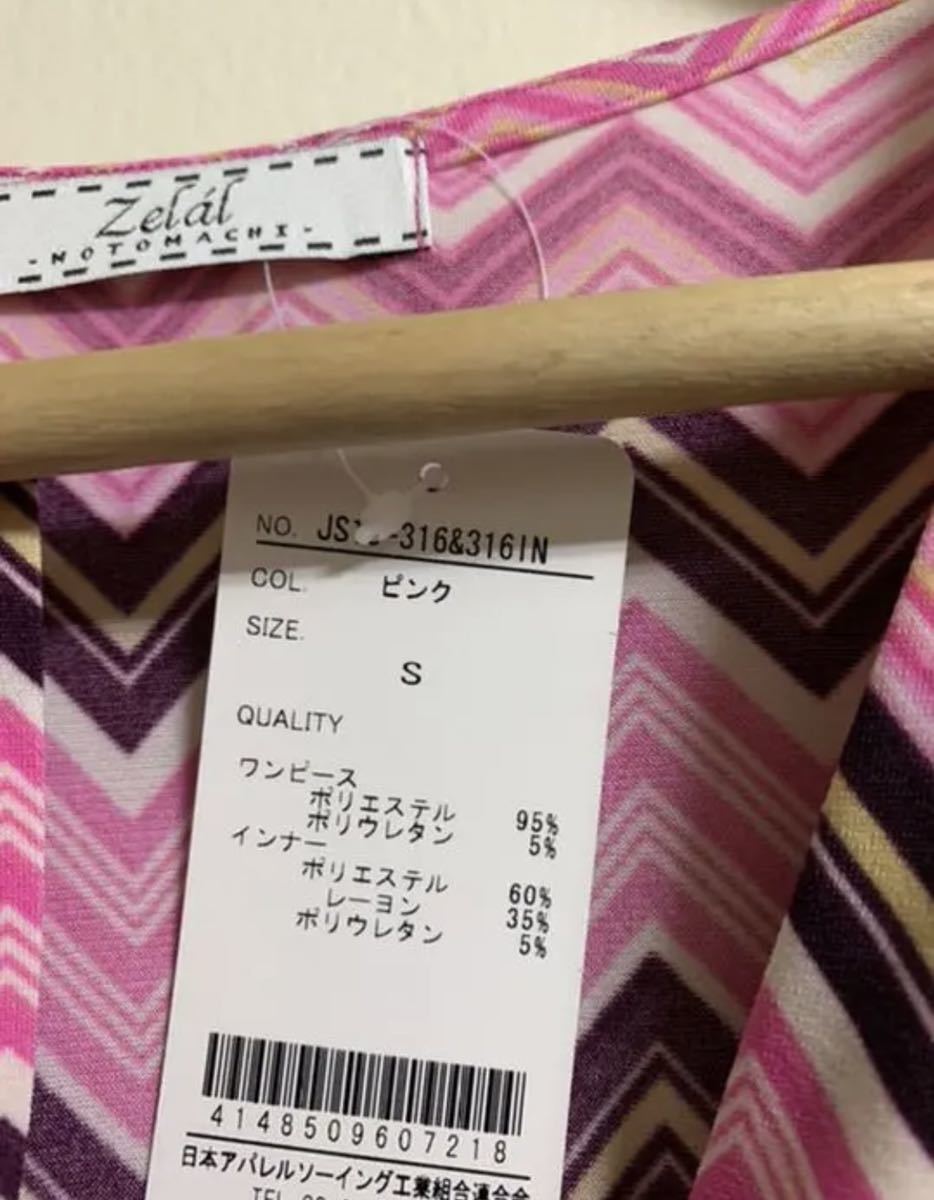 Zelál
-NOTOMACHI-
NO. -316&316IN
COL. ピンク
SIZE.
S
QUALITY
ワンピース
ポリエステル 95%
ポリウレタン 5%
インナー
ポリエステル 60%
レーヨン 35%
ポリウレタン 5%
4148509607218
日本アパレルソーイング工業組合連合会